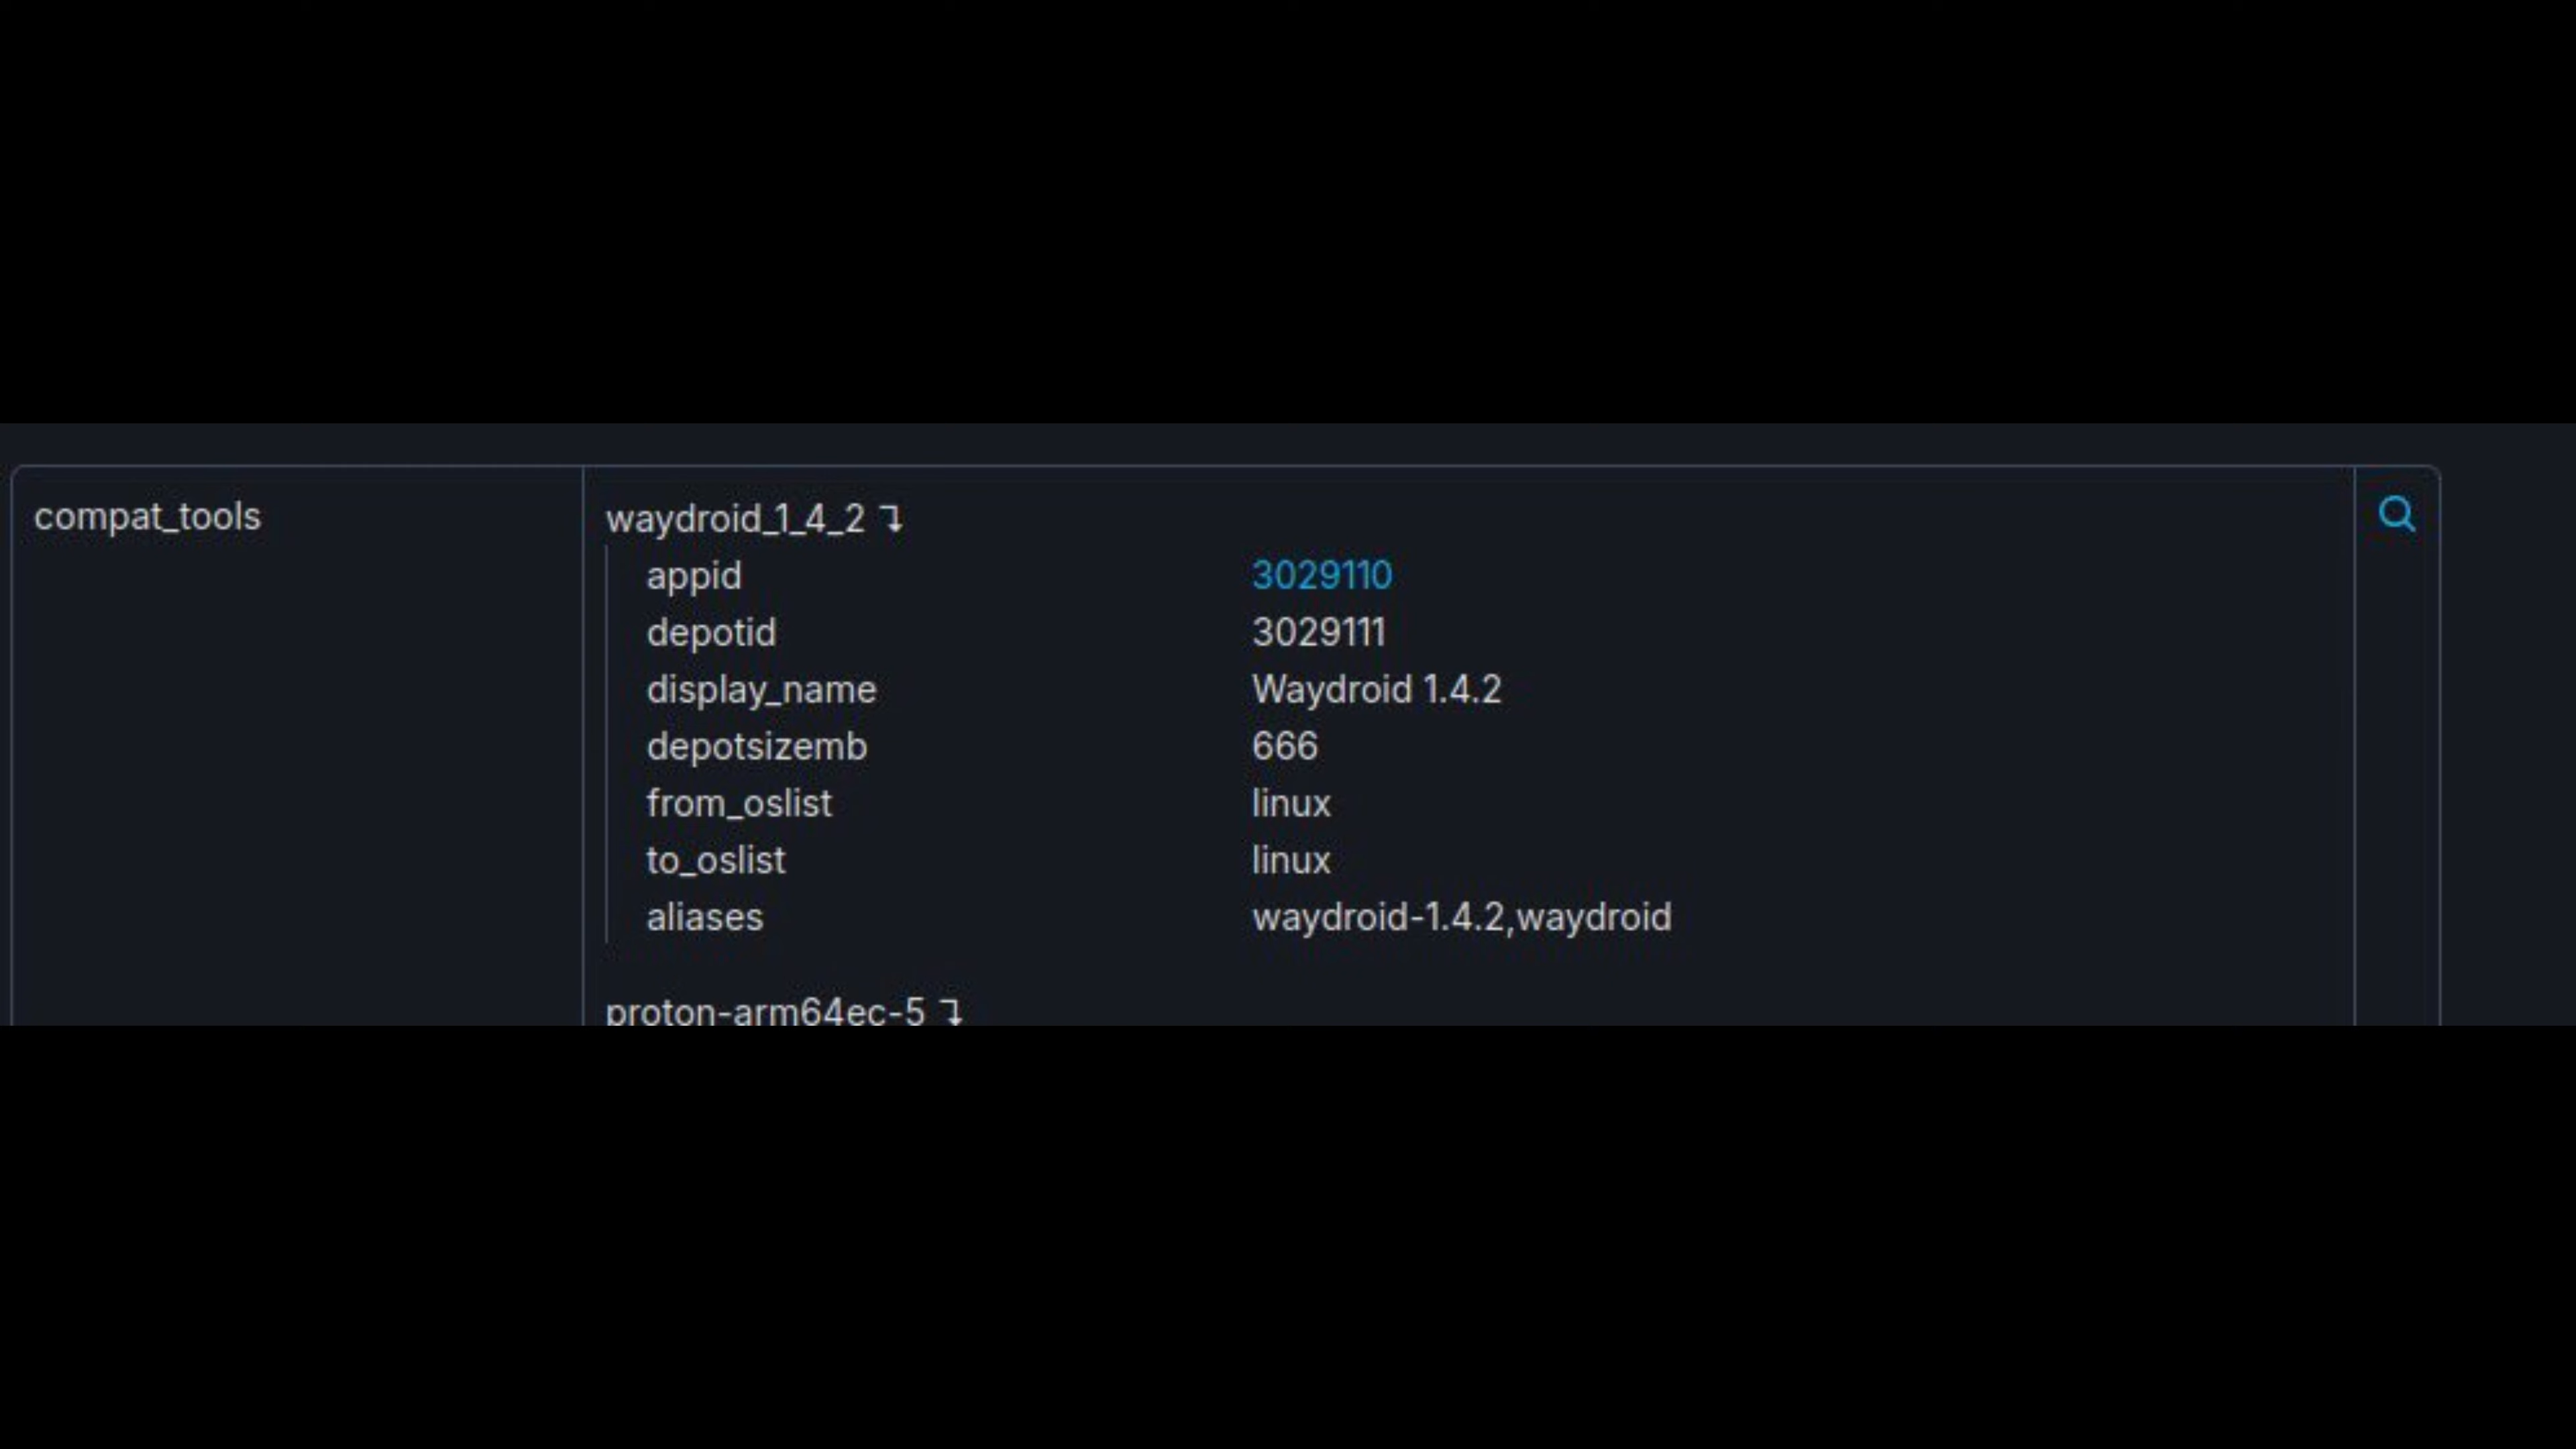 compat_tools
waydroid_1_4_2 ↴
appid 3029110
depotid 3029111
display_name Waydroid 1.4.2
depotsizemb 666
from_oslist linux
to_oslist linux
aliases waydroid-1.4.2,waydroid
proton-arm64ec-5 ↴